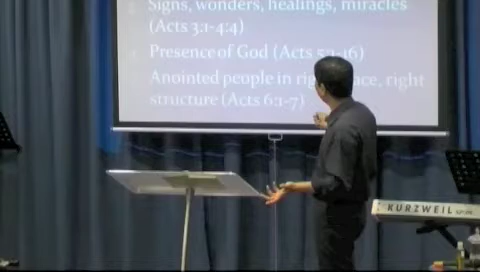 Signs, wonders, healings, miracles
(Acts 3:1-4:4)
Presence of God (Acts 5:1-16)
Anointed people in right place, right
structure (Acts 6:1-7)
KURZWEIL